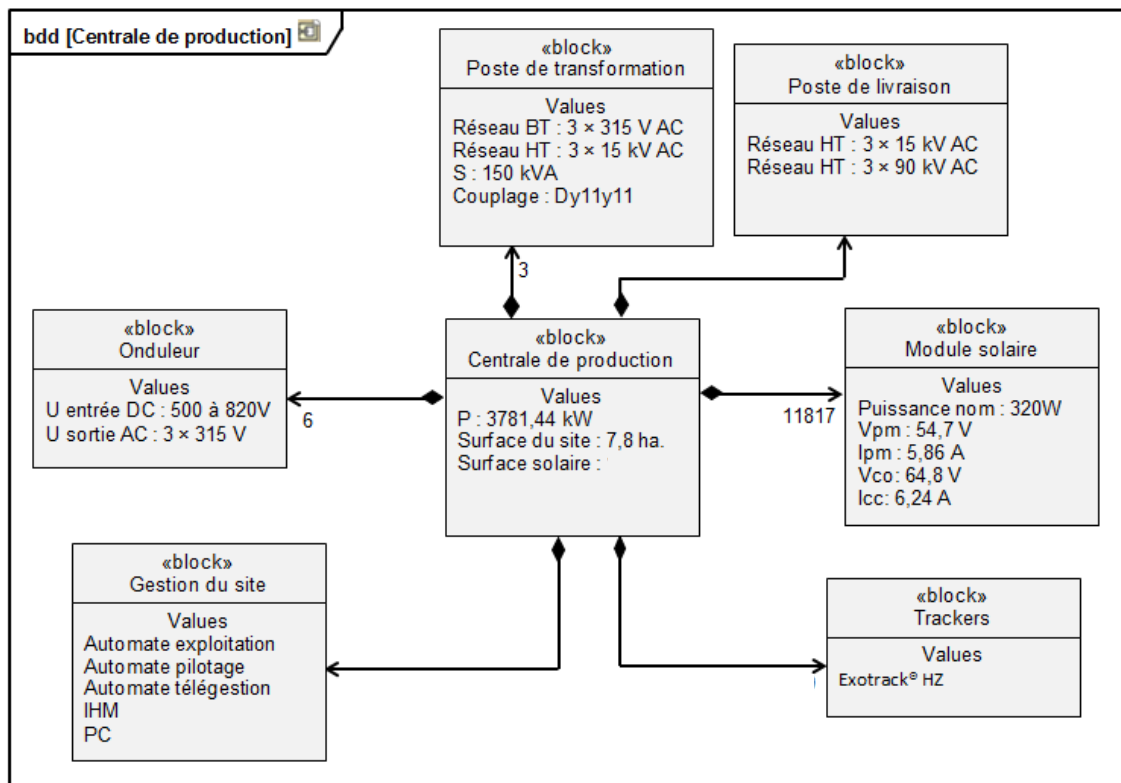 bdd [Centrale de production]
«block»
Poste de transformation
Values
Réseau BT : 3 × 315 V AC
Réseau HT : 3 × 15 kV AC
S : 150 kVA
Couplage : Dy11y11
«block»
Poste de livraison
Values
Réseau HT : 3 × 15 kV AC
Réseau HT : 3 × 90 kV AC
3
«block»
Onduleur
Values
U entrée DC : 500 à 820V
U sortie AC : 3 × 315 V
6
«block»
Centrale de production
Values
P : 3781,44 kW
Surface du site : 7,8 ha.
Surface solaire :
11817
«block»
Module solaire
Values
Puissance nom : 320W
Vpm : 54,7 V
Ipm : 5,86 A
Vco: 64,8 V
Icc: 6,24 A
«block»
Gestion du site
Values
Automate exploitation
Automate pilotage
Automate télégestion
IHM
PC
«block»
Trackers
Values
Exotrack® HZ